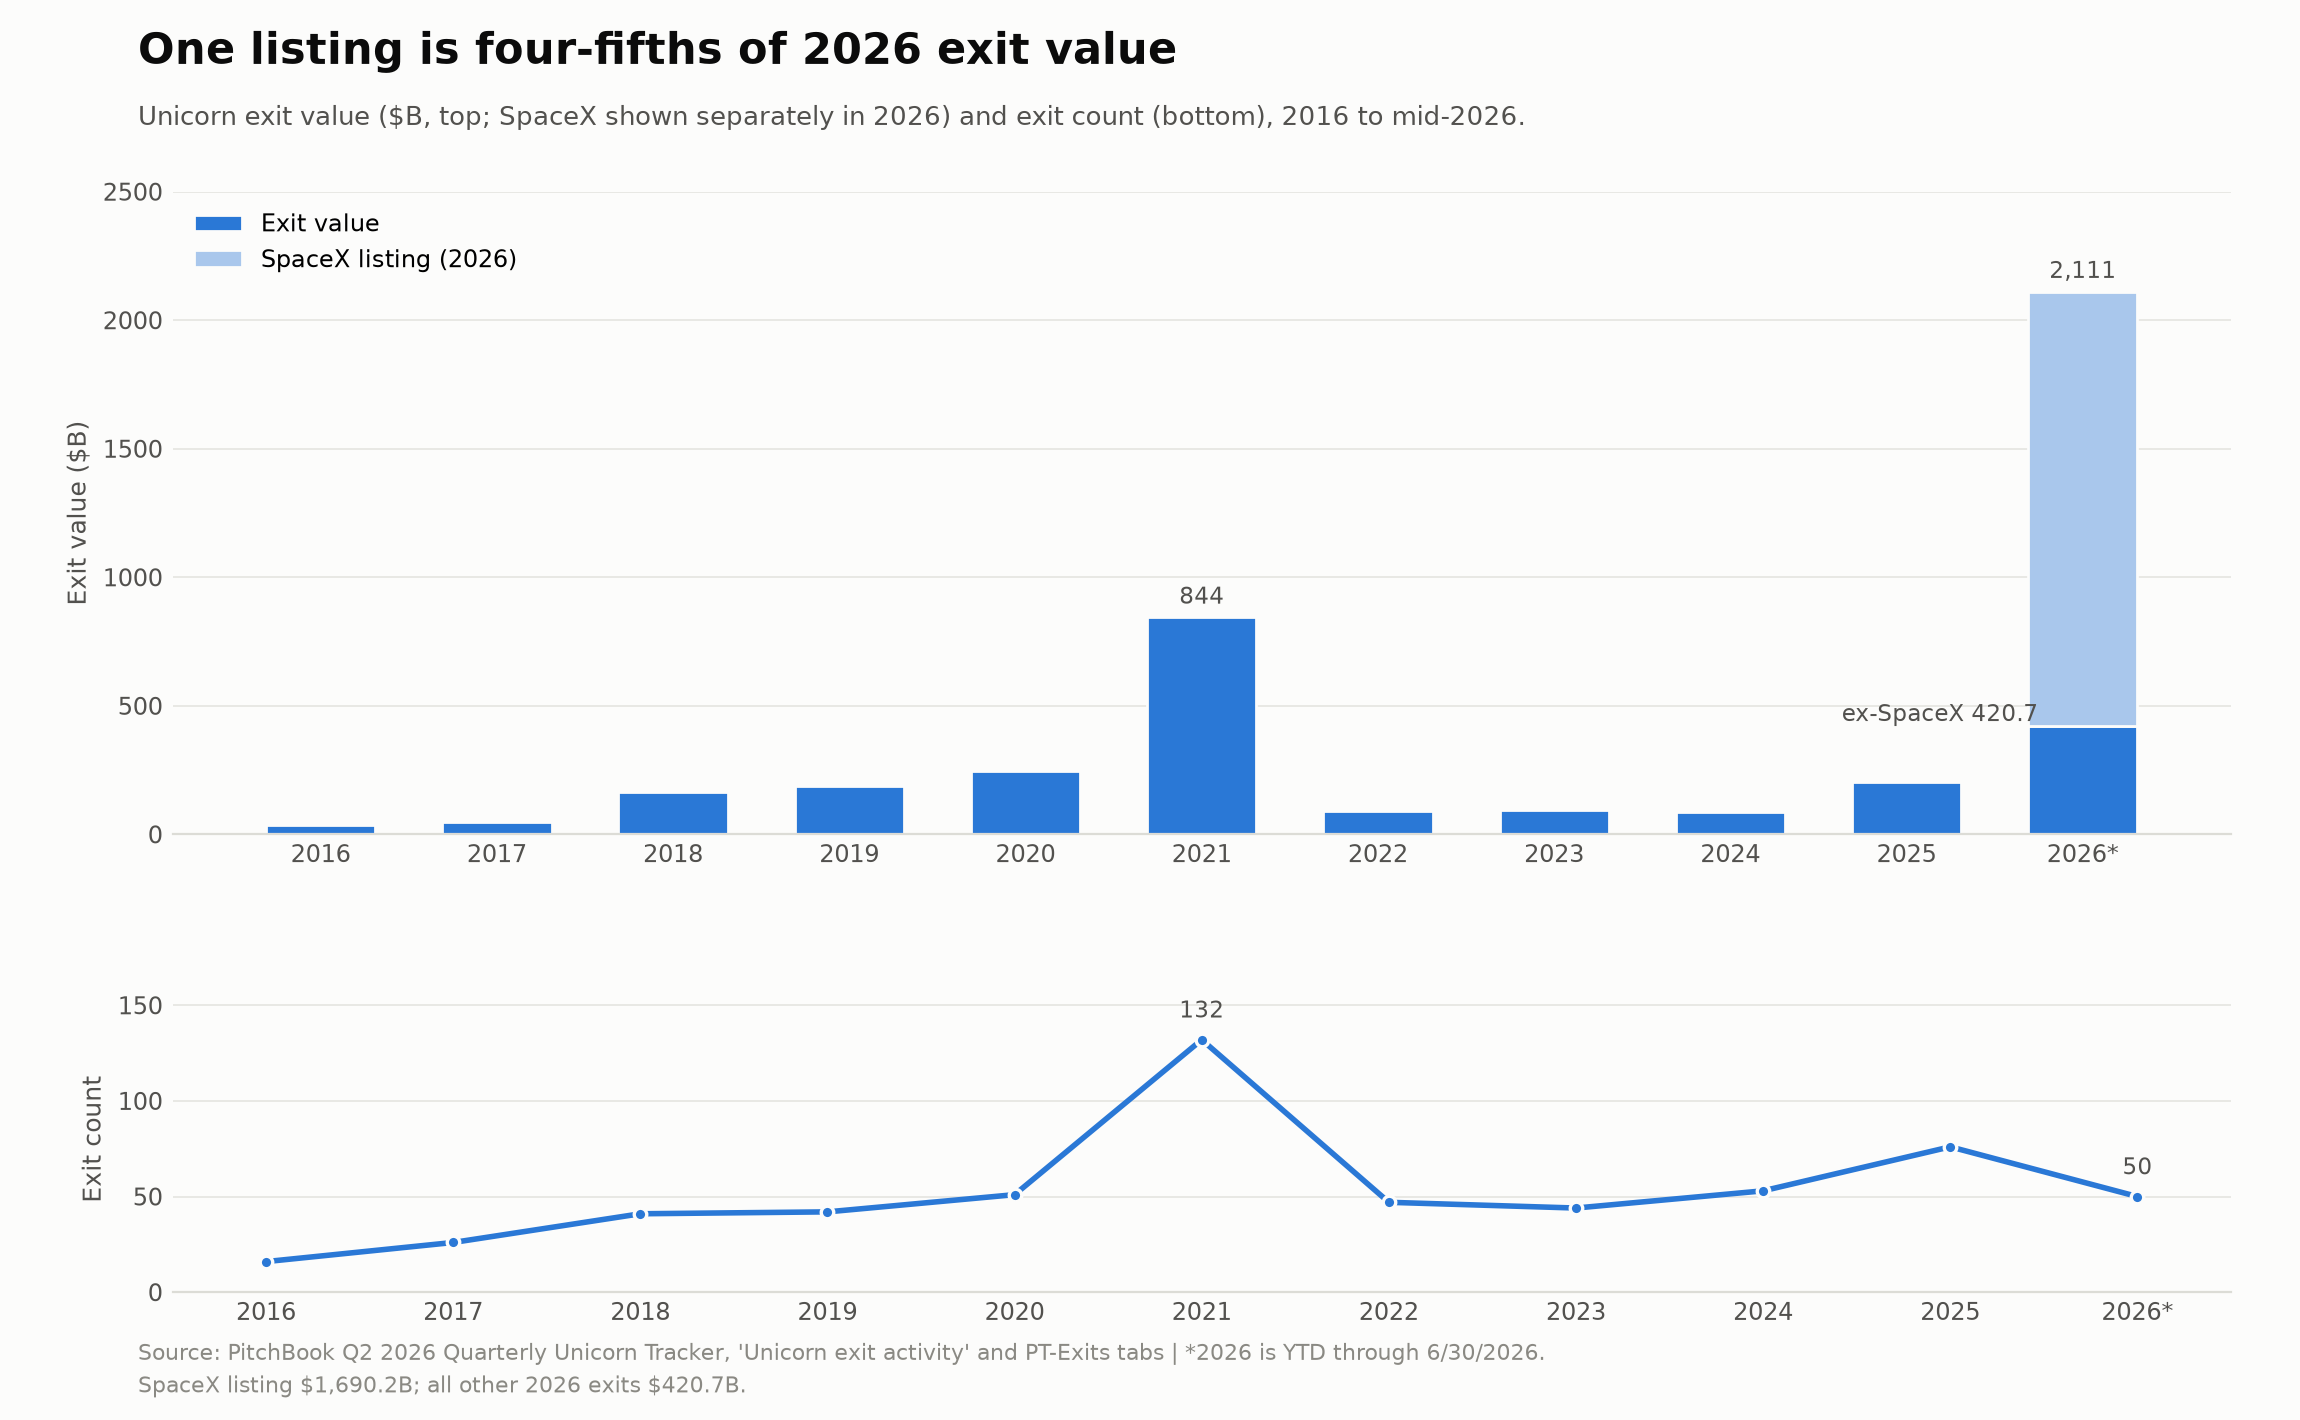 One listing is four-fifths of 2026 exit value
Unicorn exit value ($B, top; SpaceX shown separately in 2026) and exit count (bottom), 2016 to mid-2026.
Exit value ($B)
2500
2000
1500
1000
500
0
Exit value
SpaceX listing (2026)
844
ex-SpaceX 420.7
2,111
2016 2017 2018 2019 2020 2021 2022 2023 2024 2025 2026*
Exit count
150
100
50
0
132
50
2016 2017 2018 2019 2020 2021 2022 2023 2024 2025 2026*
Source: PitchBook Q2 2026 Quarterly Unicorn Tracker, 'Unicorn exit activity' and PT-Exits tabs | *2026 is YTD through 6/30/2026.
SpaceX listing $1,690.2B; all other 2026 exits $420.7B.